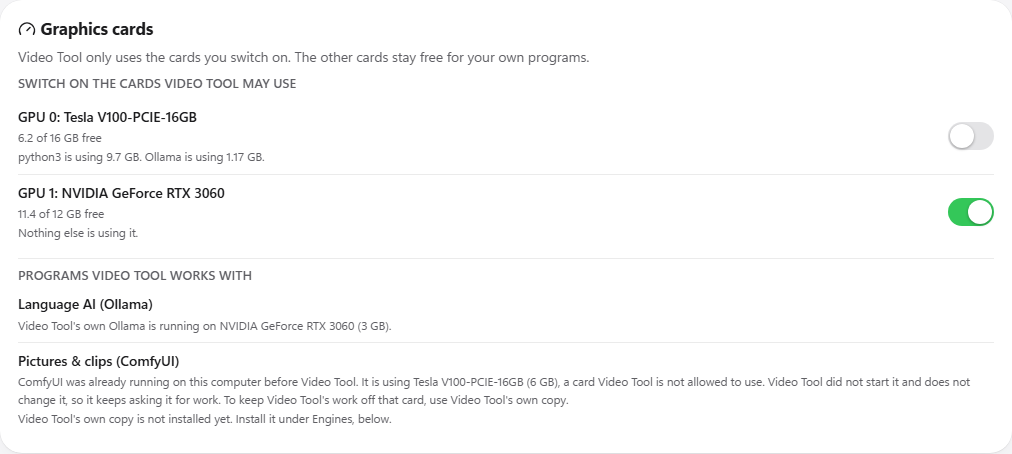 Graphics cards
Video Tool only uses the cards you switch on. The other cards stay free for your own programs.
SWITCH ON THE CARDS VIDEO TOOL MAY USE
GPU 0: Tesla V100-PCIE-16GB
6.2 of 16 GB free
python3 is using 9.7 GB. Ollama is using 1.17 GB.
GPU 1: NVIDIA GeForce RTX 3060
11.4 of 12 GB free
Nothing else is using it.
PROGRAMS VIDEO TOOL WORKS WITH
Language AI (Ollama)
Video Tool's own Ollama is running on NVIDIA GeForce RTX 3060 (3 GB).
Pictures & clips (ComfyUI)
ComfyUI was already running on this computer before Video Tool. It is using Tesla V100-PCIE-16GB (6 GB), a card Video Tool is not allowed to use. Video Tool did not start it and does not
change it, so it keeps asking it for work. To keep Video Tool's work off that card, use Video Tool's own copy.
Video Tool's own copy is not installed yet. Install it under Engines, below.